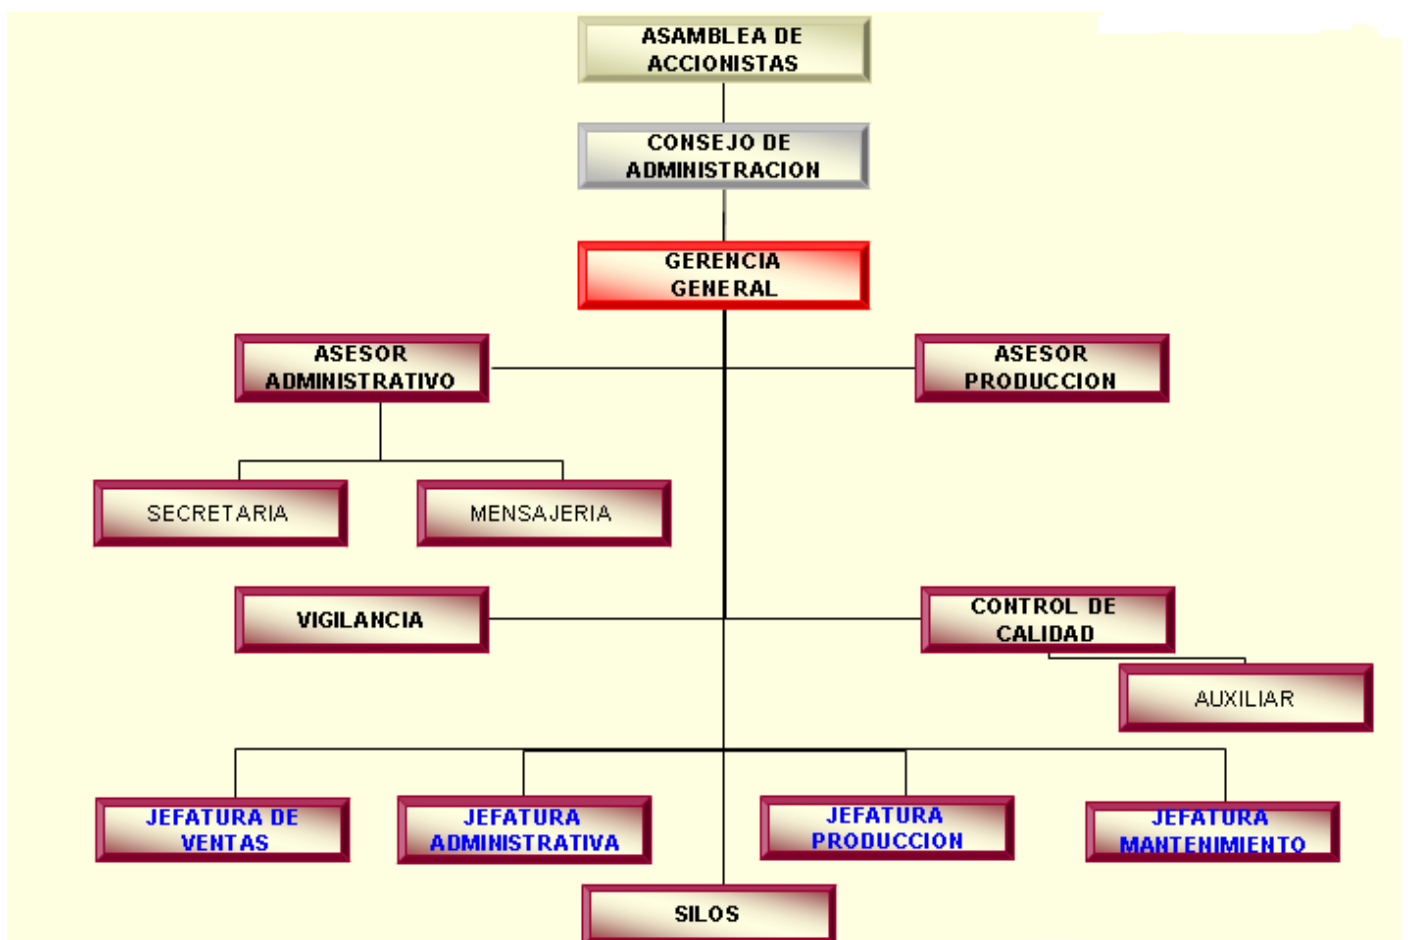 ASAMBLEA DE
ACCIONISTAS
CONSEJO DE
ADMINISTRACION
GERENCIA
GENERAL
ASESOR
ADMINISTRATIVO
ASESOR
PRODUCCION
SECRETARIA
MENSAJERIA
VIGILANCIA
CONTROL DE
CALIDAD
AUXILIAR
JEFATURA DE
VENTAS
JEFATURA
ADMINISTRATIVA
JEFATURA
PRODUCCION
JEFATURA
MANTENIMIENTO
SILOS